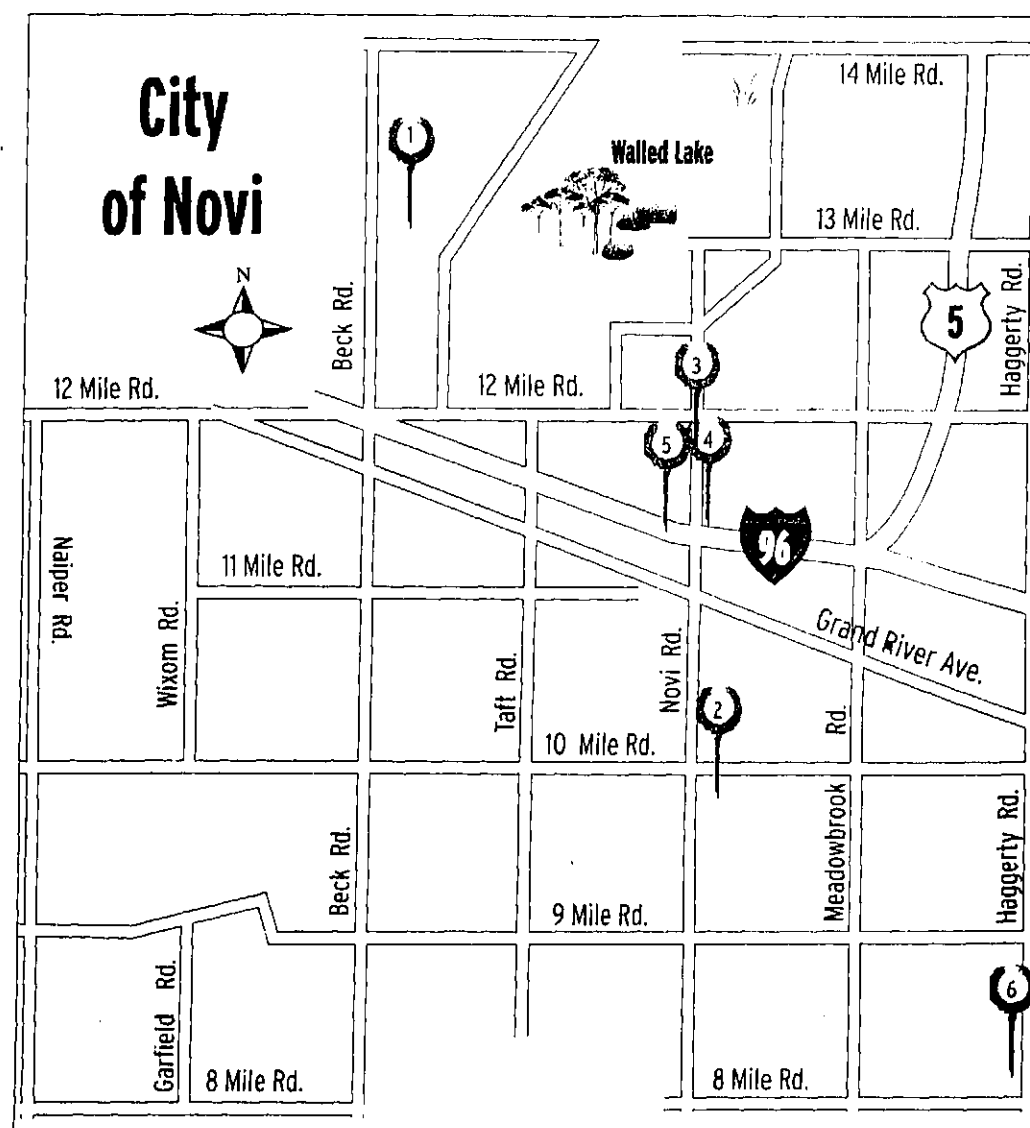 City
of Novi
N
1
Walled Lake
14 Mile Rd.
13 Mile Rd.
Beck Rd.
5
Haggerty Rd.
12 Mile Rd.
12 Mile Rd.
3
5
4
96
Naiper Rd.
11 Mile Rd.
Wixom Rd.
Taft Rd.
Novi Rd.
Grand River Ave.
2
10 Mile Rd.
Meadowbrook Rd.
Beck Rd.
Haggerty Rd.
9 Mile Rd.
6
Garfield Rd.
8 Mile Rd.
8 Mile Rd.